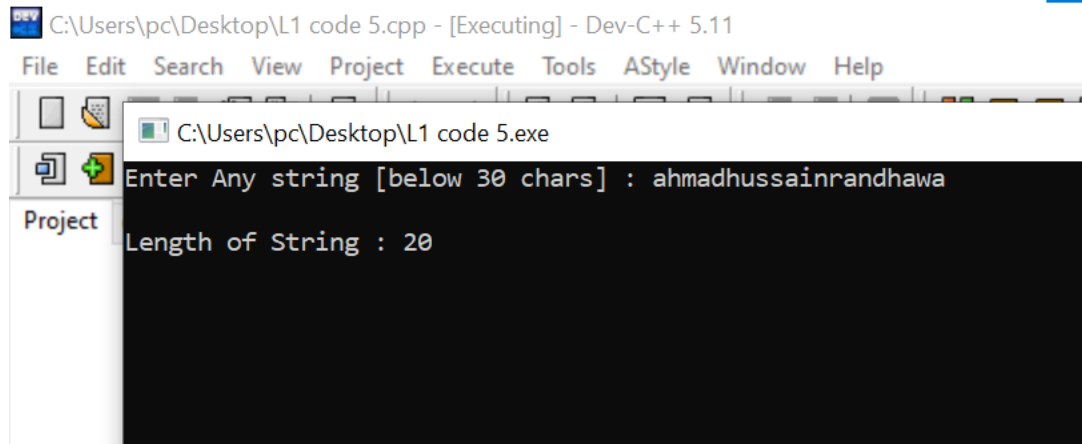 C:\Users\pc\Desktop\L1 code 5.cpp - [Executing] - Dev-C++ 5.11
File Edit Search View Project Execute Tools AStyle Window Help
C:\Users\pc\Desktop\L1 code 5.exe
Enter Any string [below 30 chars] : ahmadhussainrandhawa
Project
Length of String : 20